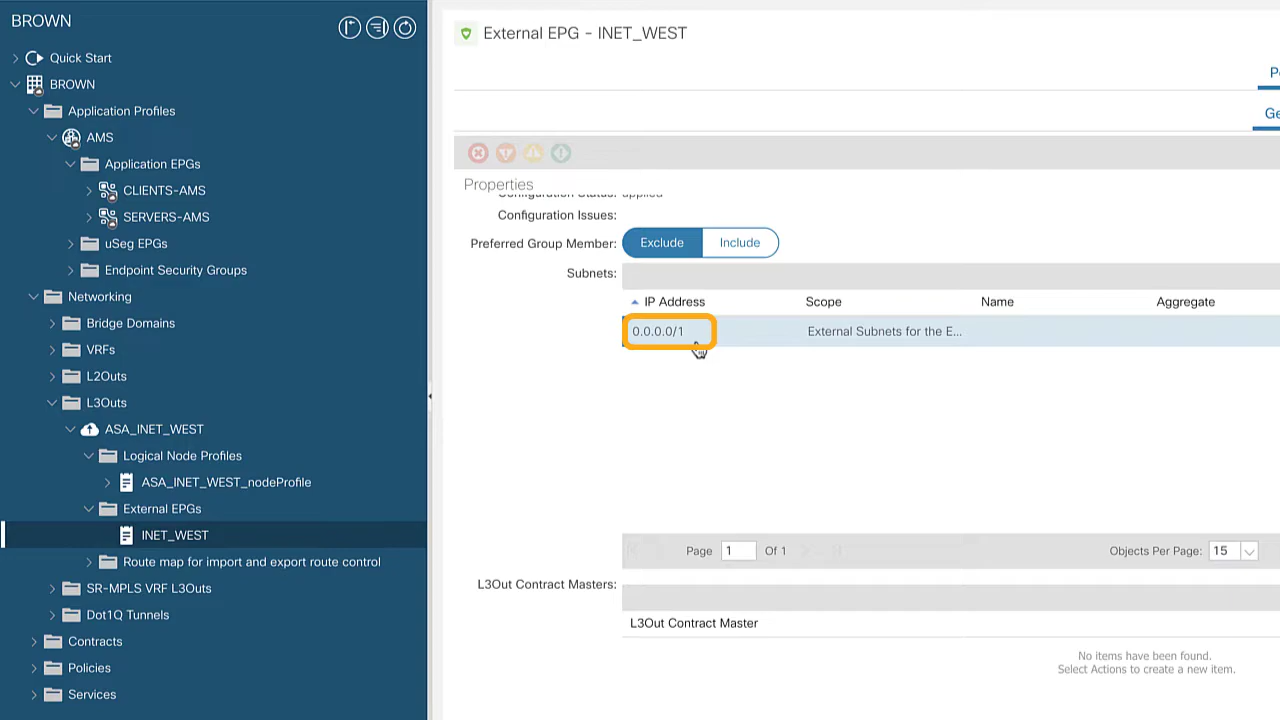 BROWN
Quick Start
BROWN
Application Profiles
AMS
Application EPGs
CLIENTS-AMS
SERVERS-AMS
uSeg EPGs
Endpoint Security Groups
Networking
Bridge Domains
VRFs
L2Outs
L3Outs
ASA_INET_WEST
Logical Node Profiles
ASA_INET_WEST_nodeProfile
External EPGs
INET_WEST
Route map for import and export route control
SR-MPLS VRF L3Outs
Dot1Q Tunnels
Contracts
Policies
Services
External EPG - INET_WEST
Po
Ge
Properties
Configuration Status: applied
Configuration Issues:
Preferred Group Member: Exclude Include
Subnets:
IP Address Scope Name Aggregate
0.0.0.0/1 External Subnets for the E...
Page 1 Of 1 Objects Per Page: 15
L3Out Contract Masters:
L3Out Contract Master
No items have been found.
Select Actions to create a new item.